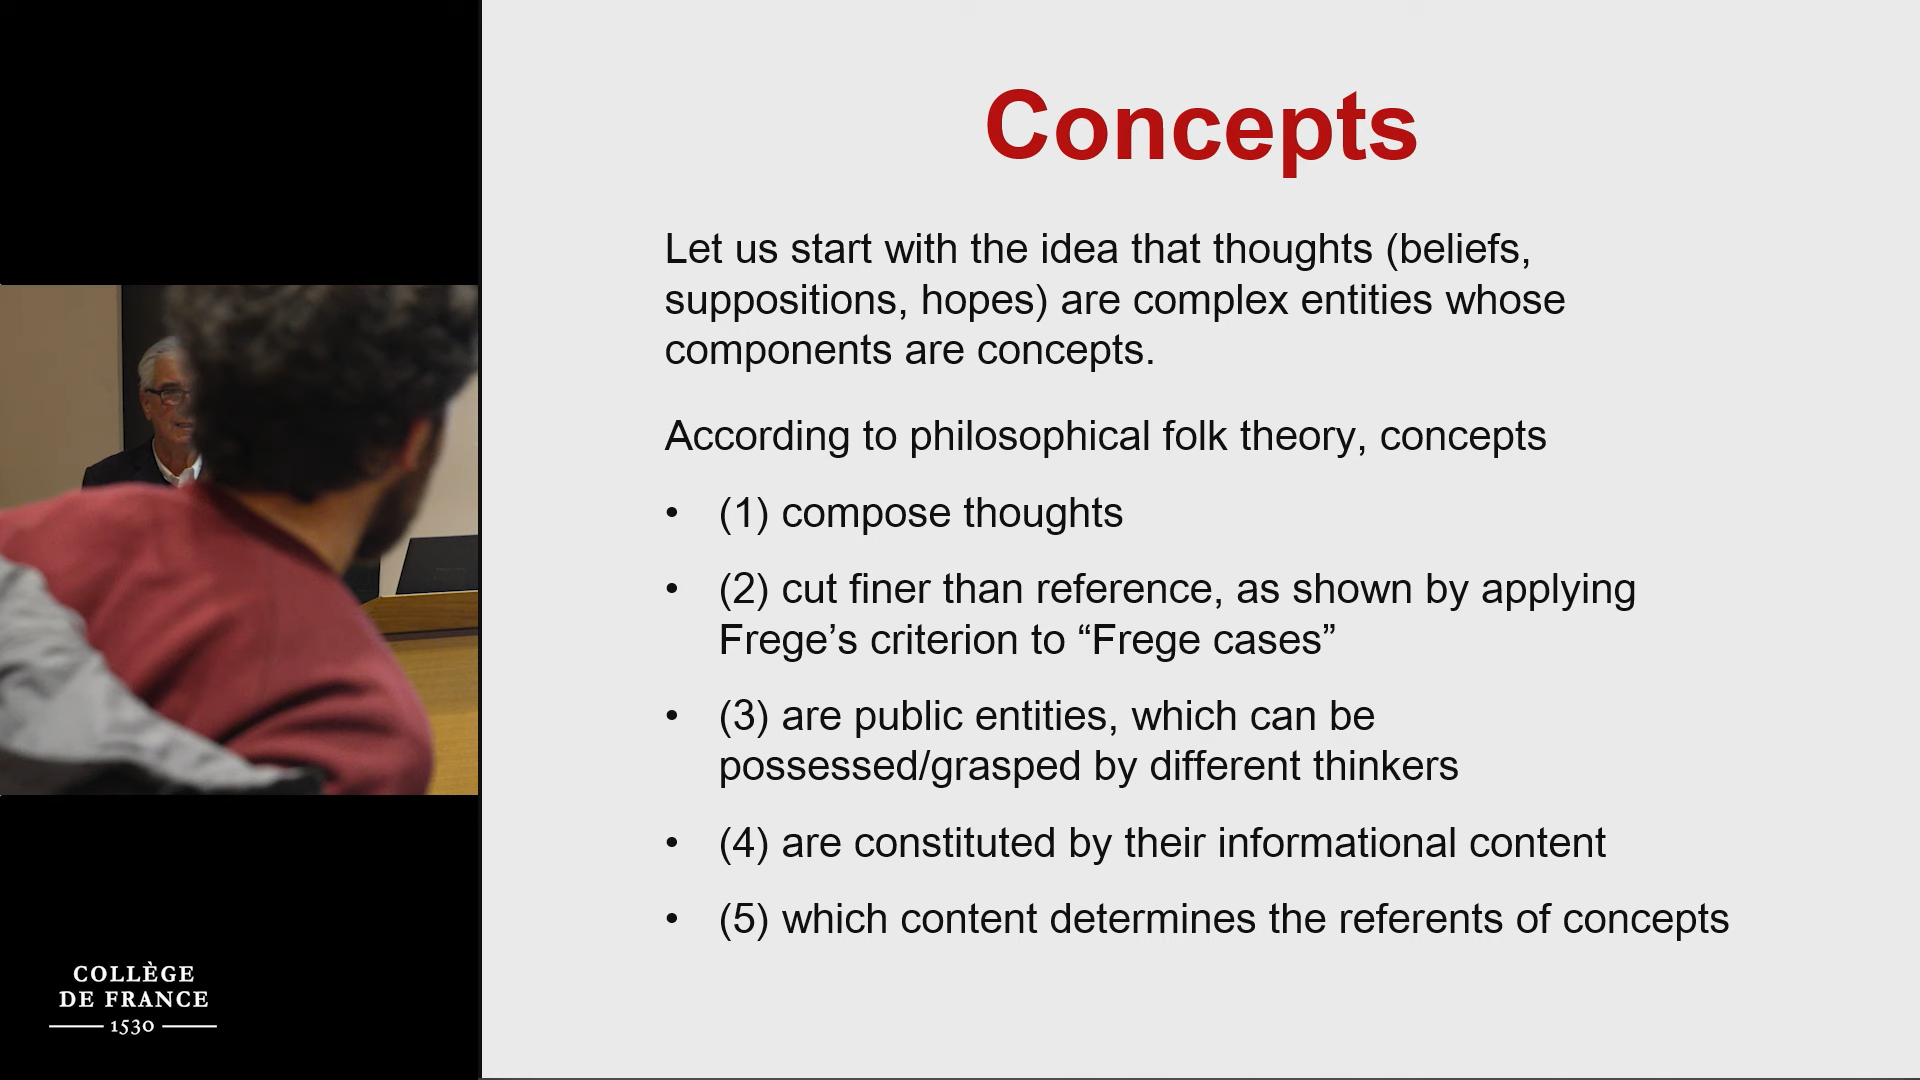 Concepts
Let us start with the idea that thoughts (beliefs,
suppositions, hopes) are complex entities whose
components are concepts.
According to philosophical folk theory, concepts
• (1) compose thoughts
• (2) cut finer than reference, as shown by applying
Frege’s criterion to “Frege cases”
• (3) are public entities, which can be
possessed/grasped by different thinkers
• (4) are constituted by their informational content
• (5) which content determines the referents of concepts
COLLÈGE
DE FRANCE
1530